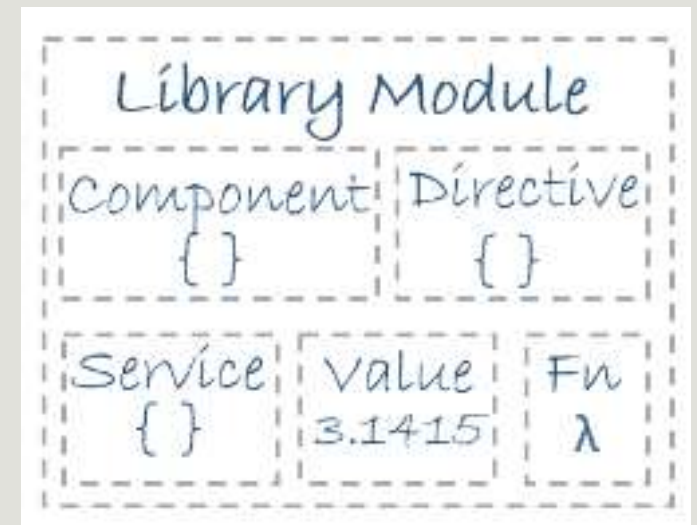 Library Module
Component Directive
{ } { }
Service Value Fn
{ } 3.1415 λ